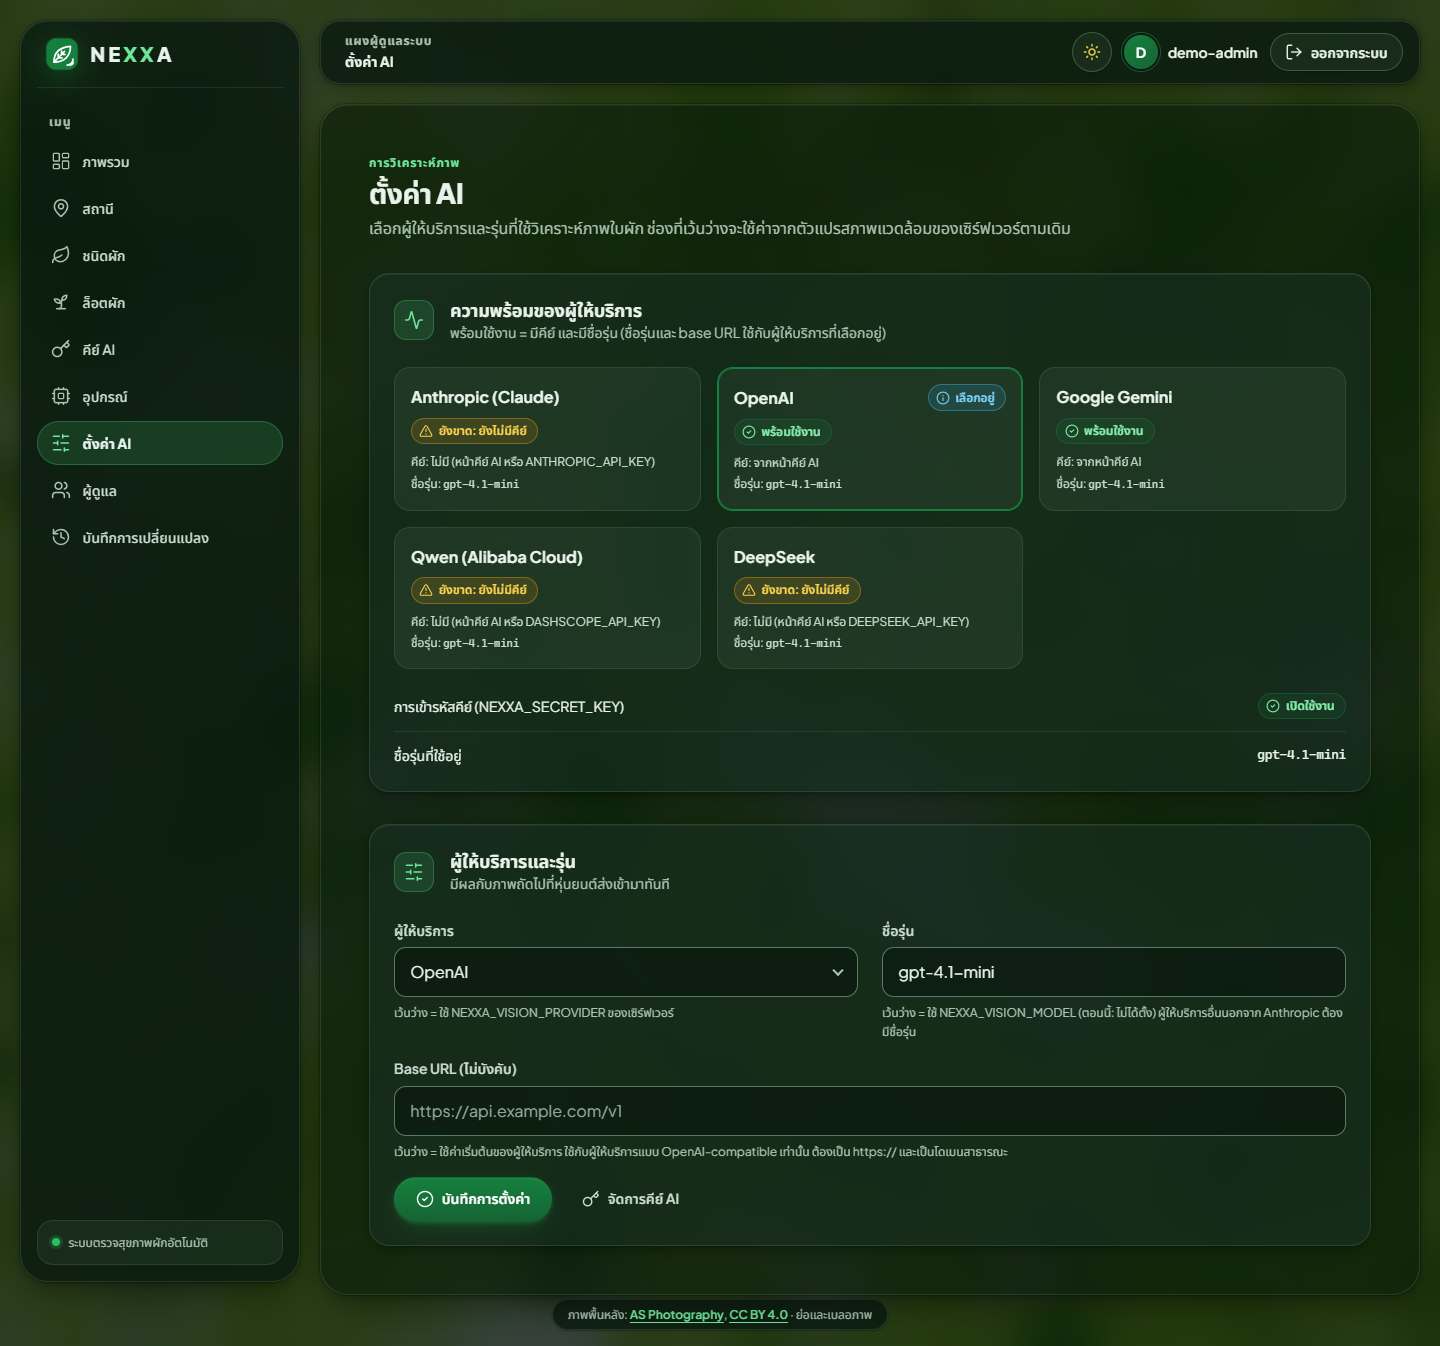 NEXXA
เมนู
ภาพรวม
สถานี
ชนิดผัก
ล็อตผัก
คีย์ AI
อุปกรณ์
ตั้งค่า AI
ผู้ดูแล
บันทึกการเปลี่ยนแปลง
ระบบตรวจสุขภาพผักอัตโนมัติ
แผงผู้ดูแลระบบ
ตั้งค่า AI
D
demo-admin
ออกจากระบบ
การวิเคราะห์ภาพ
ตั้งค่า AI
เลือกผู้ให้บริการและรุ่นที่ใช้วิเคราะห์ภาพใบผัก ช่องที่เว้นว่างจะใช้ค่าจากตัวแปรสภาพแวดล้อมของเซิร์ฟเวอร์ตามเดิม
ความพร้อมของผู้ให้บริการ
พร้อมใช้งาน = มีคีย์ และมีชื่อรุ่น (ชื่อรุ่นและ base URL ใช้กับผู้ให้บริการที่เลือกอยู่)
Anthropic (Claude)
ยังขาด: ยังไม่มีคีย์
คีย์: ไม่มี (หน้าคีย์ AI หรือ ANTHROPIC_API_KEY)
ชื่อรุ่น: gpt-4.1-mini
OpenAI
เลือกอยู่
พร้อมใช้งาน
คีย์: จากหน้าคีย์ AI
ชื่อรุ่น: gpt-4.1-mini
Google Gemini
พร้อมใช้งาน
คีย์: จากหน้าคีย์ AI
ชื่อรุ่น: gpt-4.1-mini
Qwen (Alibaba Cloud)
ยังขาด: ยังไม่มีคีย์
คีย์: ไม่มี (หน้าคีย์ AI หรือ DASHSCOPE_API_KEY)
ชื่อรุ่น: gpt-4.1-mini
DeepSeek
ยังขาด: ยังไม่มีคีย์
คีย์: ไม่มี (หน้าคีย์ AI หรือ DEEPSEEK_API_KEY)
ชื่อรุ่น: gpt-4.1-mini
การเข้ารหัสคีย์ (NEXXA_SECRET_KEY)
เปิดใช้งาน
ชื่อรุ่นที่ใช้อยู่
gpt-4.1-mini
ผู้ให้บริการและรุ่น
มีผลกับภาพถัดไปที่หุ่นยนต์ส่งเข้ามาทันที
ผู้ให้บริการ
OpenAI
เว้นว่าง = ใช้ NEXXA_VISION_PROVIDER ของเซิร์ฟเวอร์
ชื่อรุ่น
gpt-4.1-mini
เว้นว่าง = ใช้ NEXXA_VISION_MODEL (ตอนนี้: ไม่ได้ตั้ง) ผู้ให้บริการอื่นนอกจาก Anthropic ต้อง
มีชื่อรุ่น
Base URL (ไม่บังคับ)
https://api.example.com/v1
เว้นว่าง = ใช้ค่าเริ่มต้นของผู้ให้บริการ ใช้กับผู้ให้บริการแบบ OpenAI-compatible เท่านั้น ต้องเป็น https:// และเป็นโดเมนสาธารณะ
บันทึกการตั้งค่า
จัดการคีย์ AI
ภาพพื้นหลัง: AS Photography, CC BY 4.0 · ย่อและเบลอภาพ